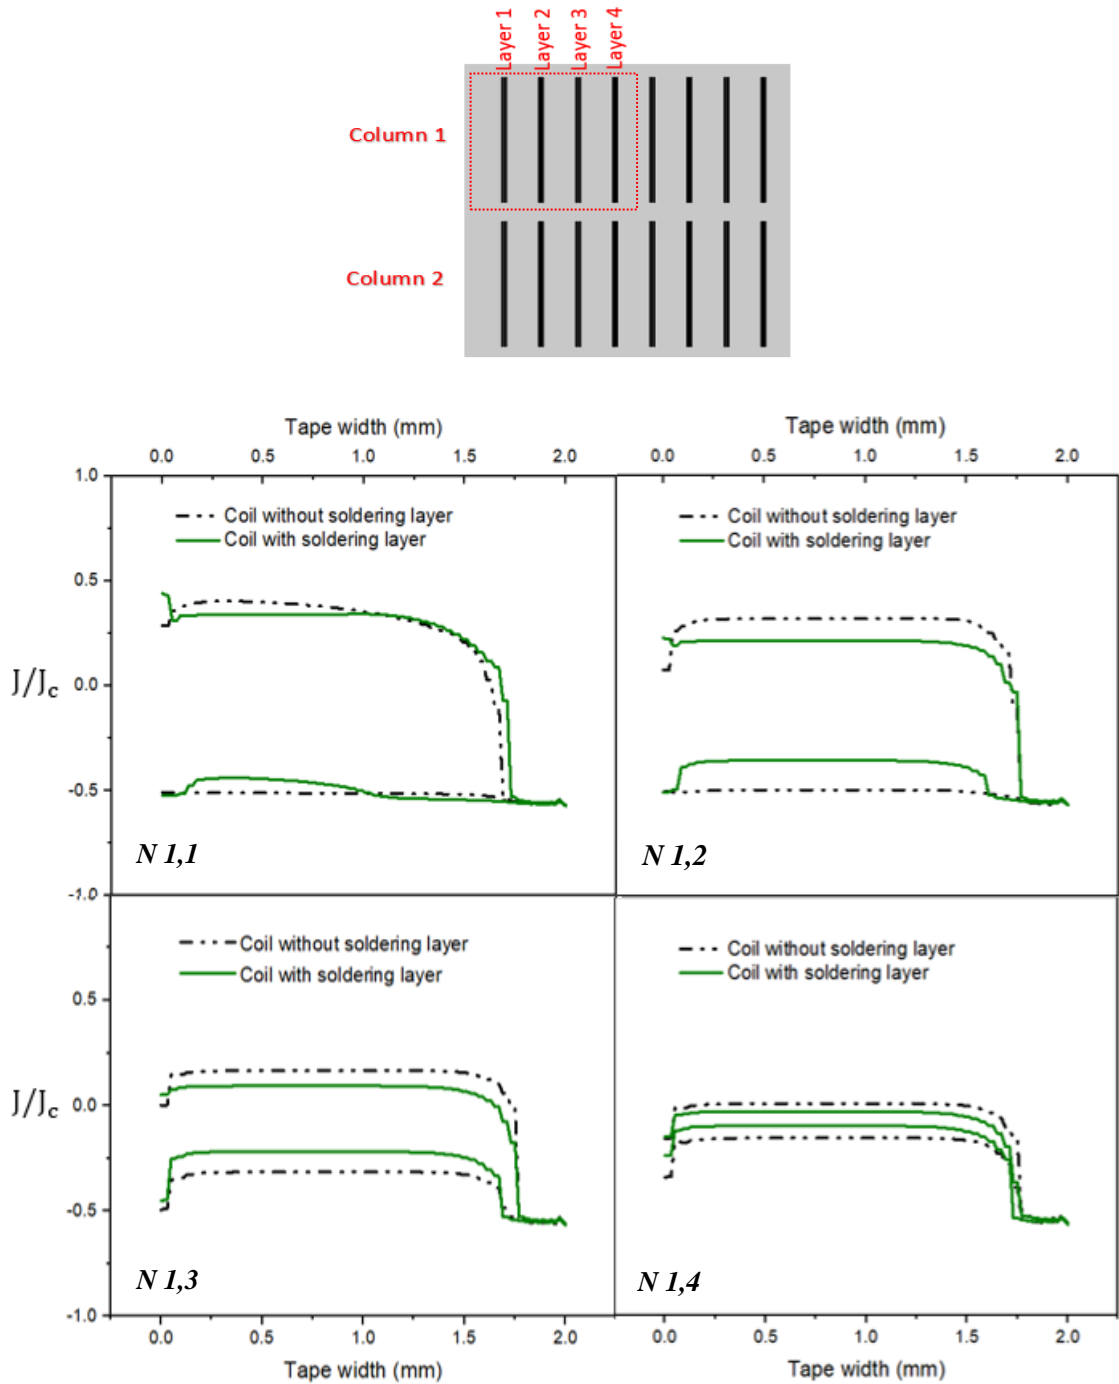 Layer 1
Layer 2
Layer 3
Layer 4
Column 1
Column 2
Tape width (mm)
Tape width (mm)
0.0 0.5 1.0 1.5 2.0
0.0 0.5 1.0 1.5 2.0
1.0
0.5
0.0
-0.5
-1.0
J/Jc
Coil without soldering layer
Coil with soldering layer
N 1,1
Coil without soldering layer
Coil with soldering layer
N 1,2
0.5
0.0
-0.5
-1.0
J/Jc
Coil without soldering layer
Coil with soldering layer
N 1,3
Coil without soldering layer
Coil with soldering layer
N 1,4
0.0 0.5 1.0 1.5 2.0
0.0 0.5 1.0 1.5 2.0
Tape width (mm)
Tape width (mm)